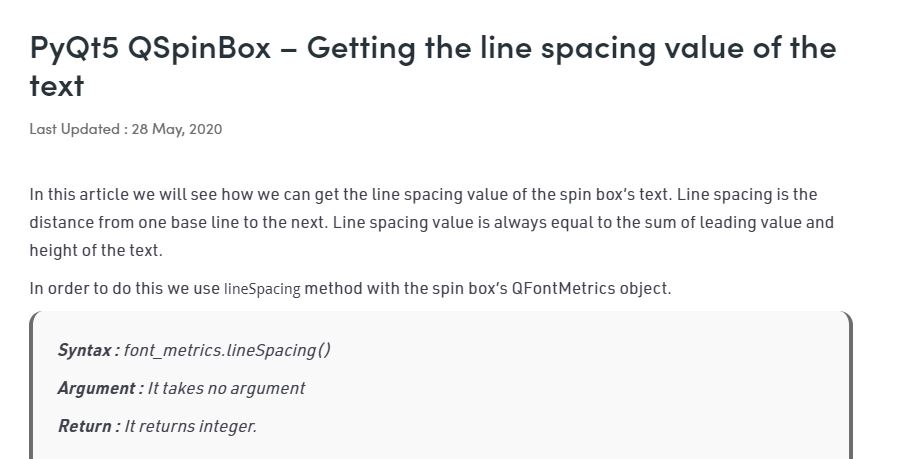 PyQt5 QSpinBox – Getting the line spacing value of the
text
Last Updated : 28 May, 2020
In this article we will see how we can get the line spacing value of the spin box's text. Line spacing is the
distance from one base line to the next. Line spacing value is always equal to the sum of leading value and
height of the text.
In order to do this we use lineSpacing method with the spin box's QFontMetrics object.
Syntax : font_metrics.lineSpacing()
Argument : It takes no argument
Return : It returns integer.